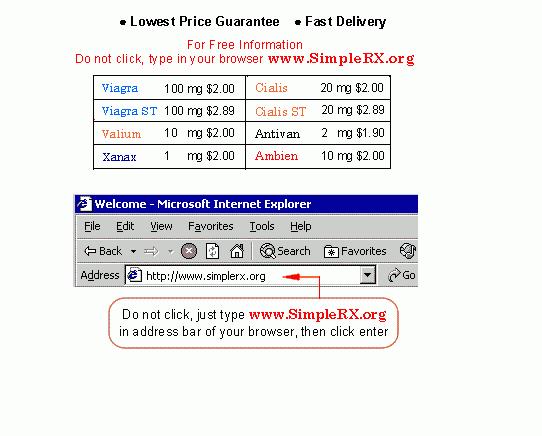 ● Lowest Price Guarantee ● Fast Delivery
For Free Information
Do not click, type in your browser www.SimpleRX.org
Viagra 100 mg $2.00 Cialis 20 mg $2.00
Viagra ST 100 mg $2.89 Cialis ST 20 mg $2.89
Valium 10 mg $2.00 Antivan 2 mg $1.90
Xanax 1 mg $2.00 Ambien 10 mg $2.00
Welcome - Microsoft Internet Explorer
File Edit View Favorites Tools Help
Back Search Favorites
Address http://www.simplerx.org Go
Do not click, just type www.SimpleRX.org
in address bar of your browser, then click enter